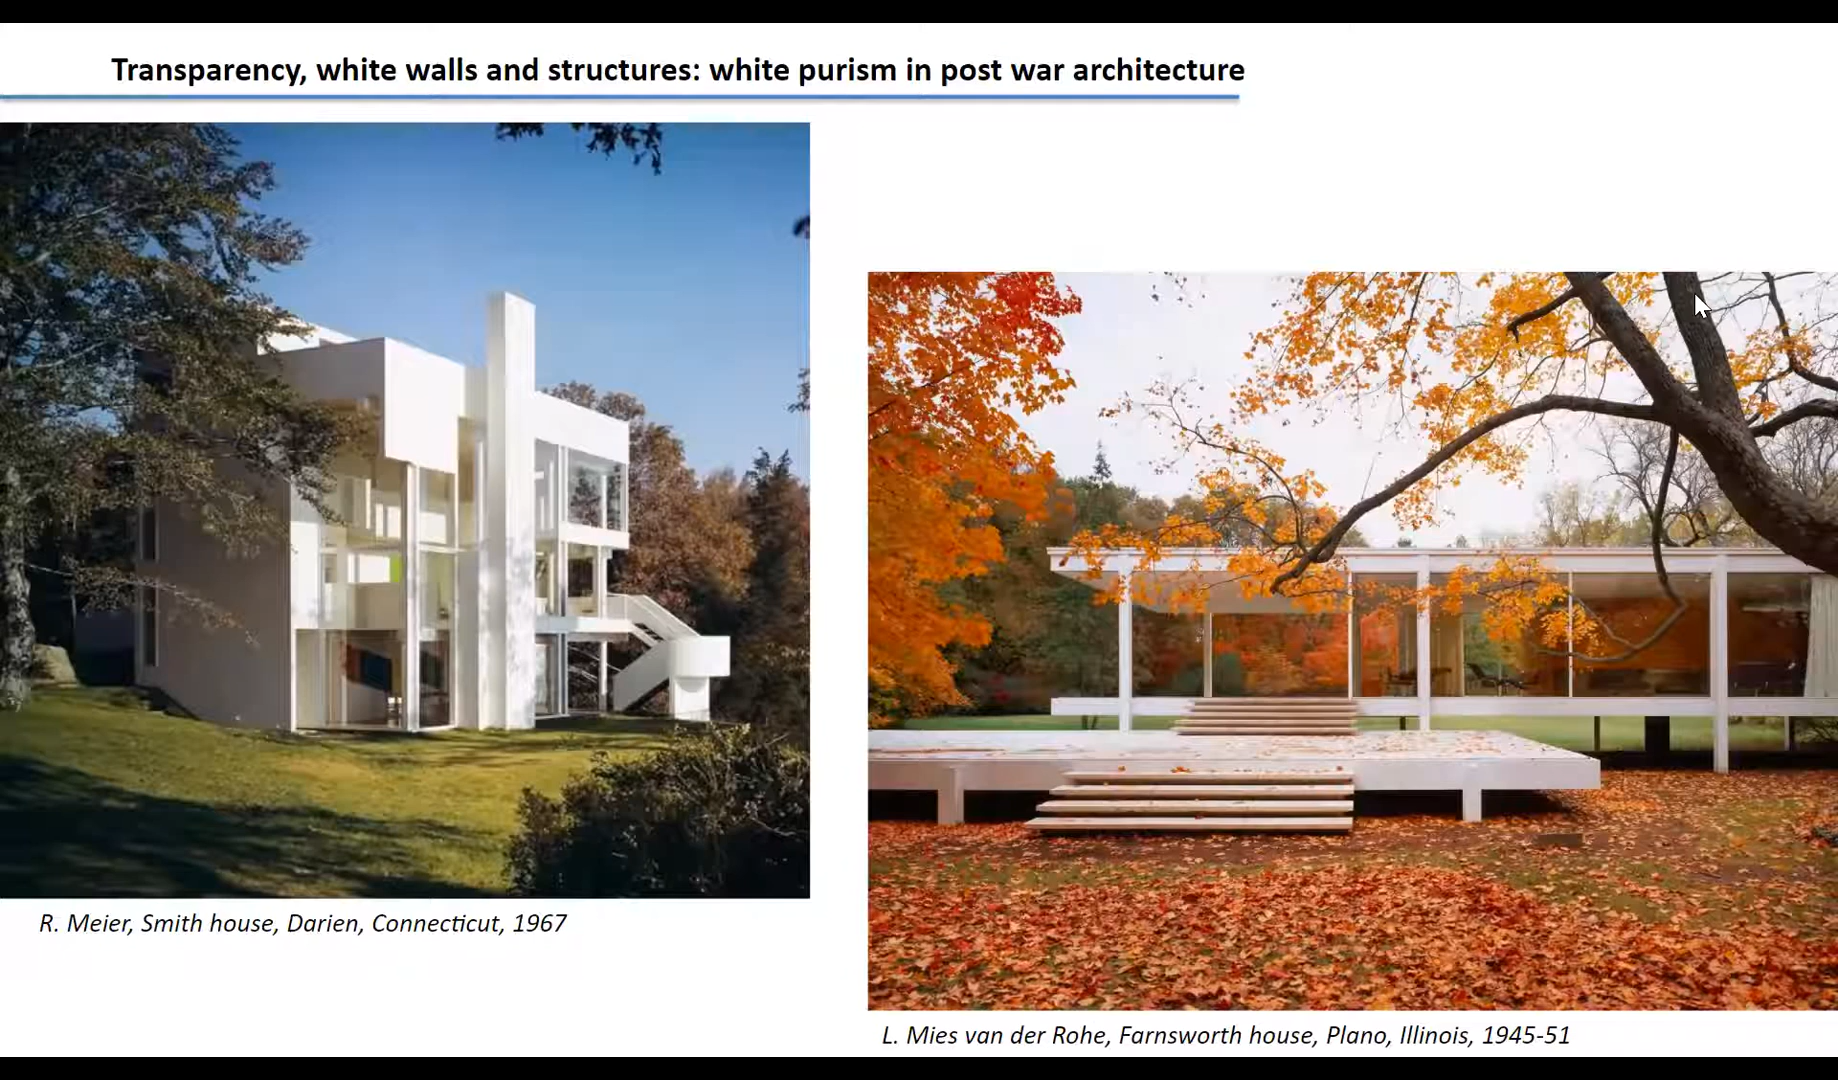 Transparency, white walls and structures: white purism in post war architecture
R. Meier, Smith house, Darien, Connecticut, 1967
L. Mies van der Rohe, Farnsworth house, Plano, Illinois, 1945-51